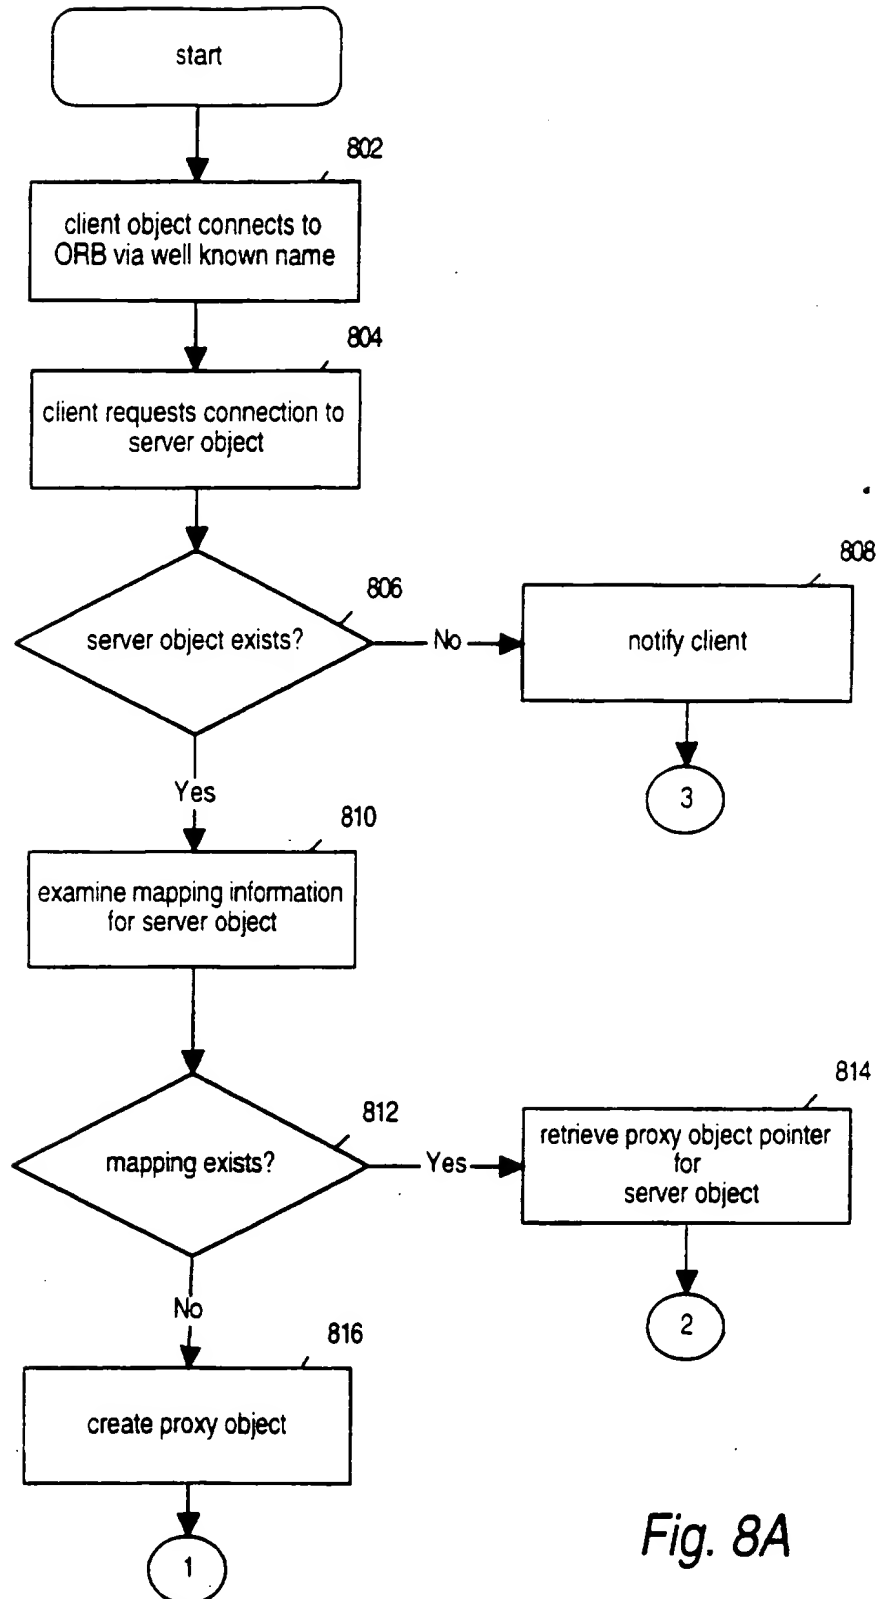 start
802
client object connects to
ORB via well known name
804
client requests connection to
server object
806
server object exists?
No
808
notify client
3
Yes
810
examine mapping information
for server object
812
mapping exists?
Yes
814
retrieve proxy object pointer
for
server object
2
No
816
create proxy object
1
Fig. 8A